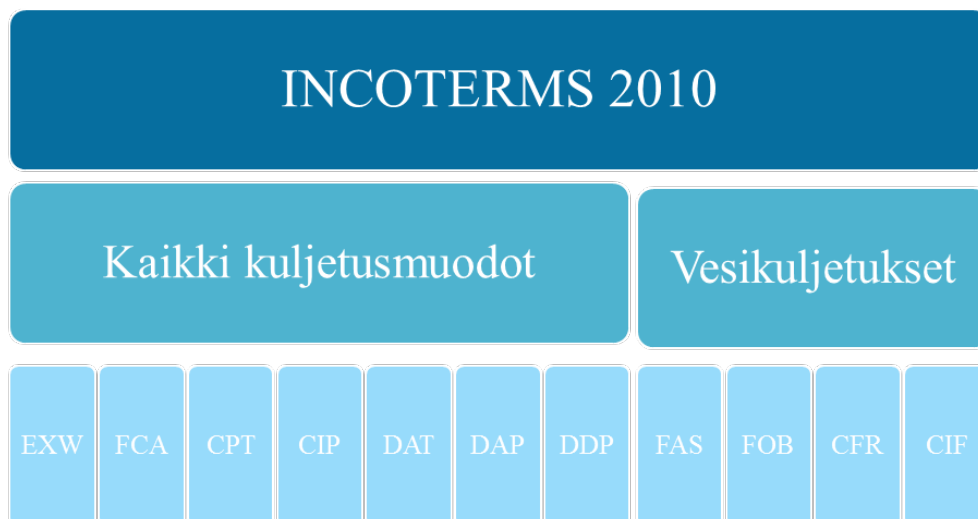 INCOTERMS 2010
Kaikki kuljetusmuodot
Vesikuljetukset
EXW FCA CPT CIP DAT DAP DDP FAS FOB CFR CIF